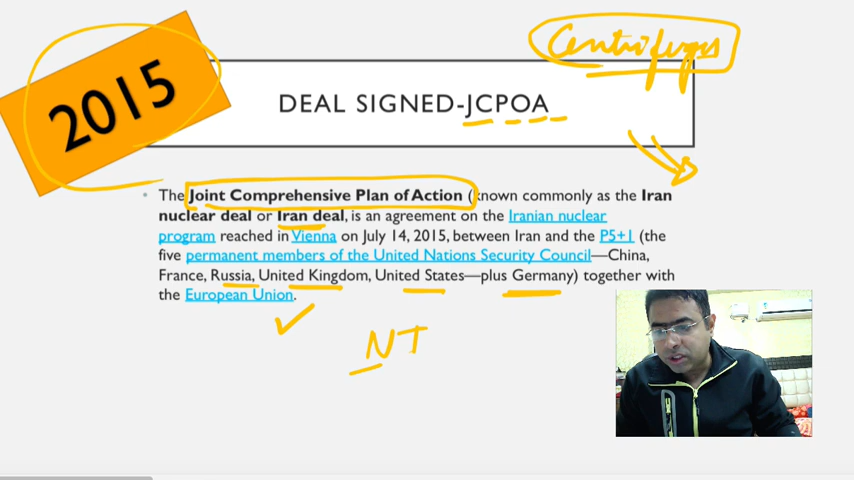 Centrifuges
2015
DEAL SIGNED-JCPOA
• The Joint Comprehensive Plan of Action (known commonly as the Iran
nuclear deal or Iran deal, is an agreement on the Iranian nuclear
program reached in Vienna on July 14, 2015, between Iran and the P5+1 (the
five permanent members of the United Nations Security Council—China,
France, Russia, United Kingdom, United States—plus Germany) together with
the European Union.
NT